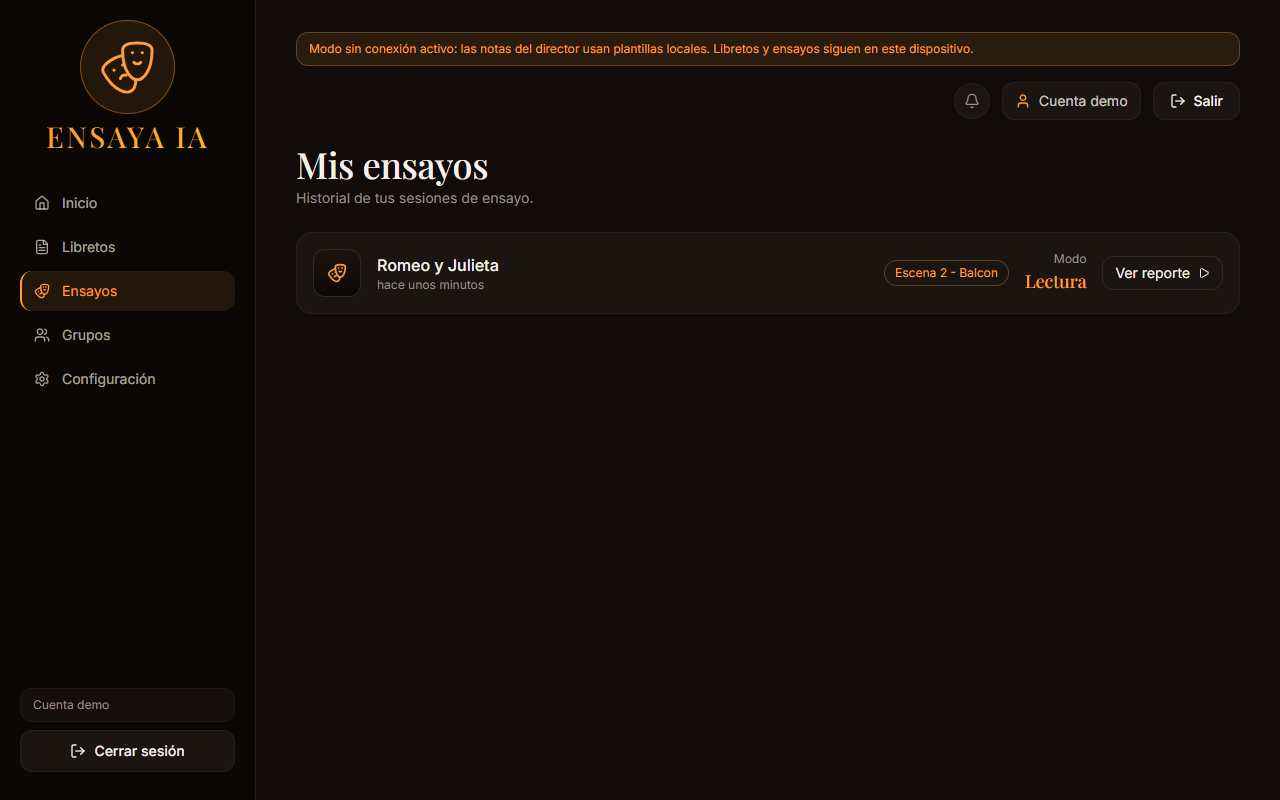 ENSAYA IA
Inicio
Libretos
Ensayos
Grupos
Configuración
Cuenta demo
Cerrar sesión
Modo sin conexión activo: las notas del director usan plantillas locales. Libretos y ensayos siguen en este dispositivo.
Cuenta demo
Salir
Mis ensayos
Historial de tus sesiones de ensayo.
Romeo y Julieta
hace unos minutos
Escena 2 - Balcon
Modo
Lectura
Ver reporte